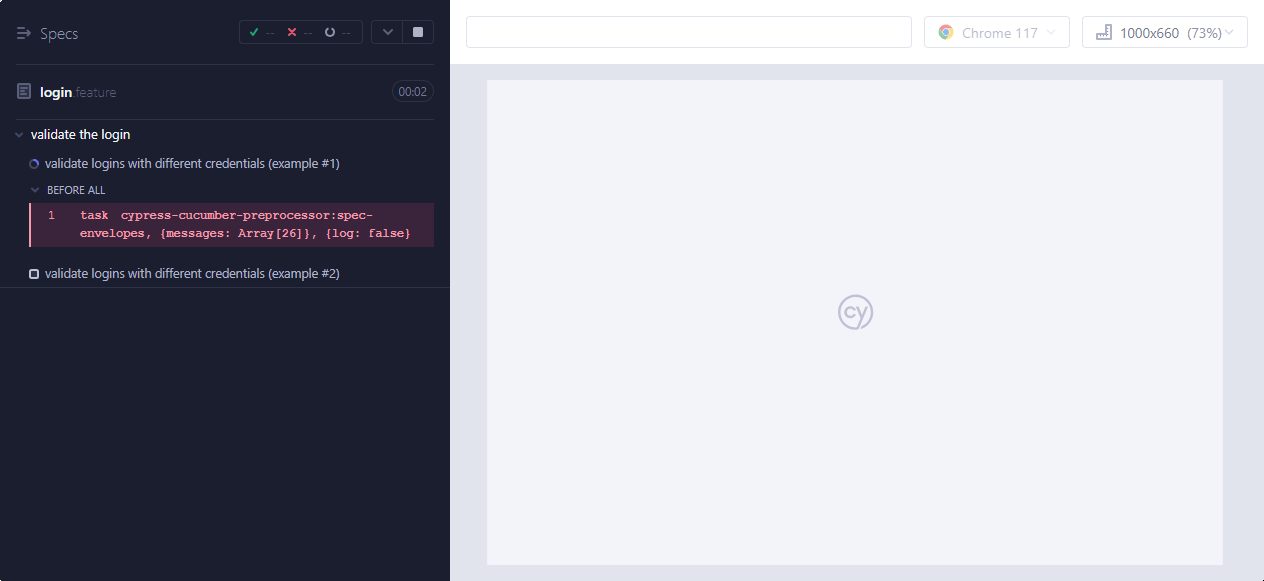 Specs
-- -- --
login.feature
00:02
validate the login
validate logins with different credentials (example #1)
BEFORE ALL
1 task cypress-cucumber-preprocessor:spec-
envelopes, {messages: Array[26]}, {log: false}
validate logins with different credentials (example #2)
Chrome 117
1000x660 (73%)
cy